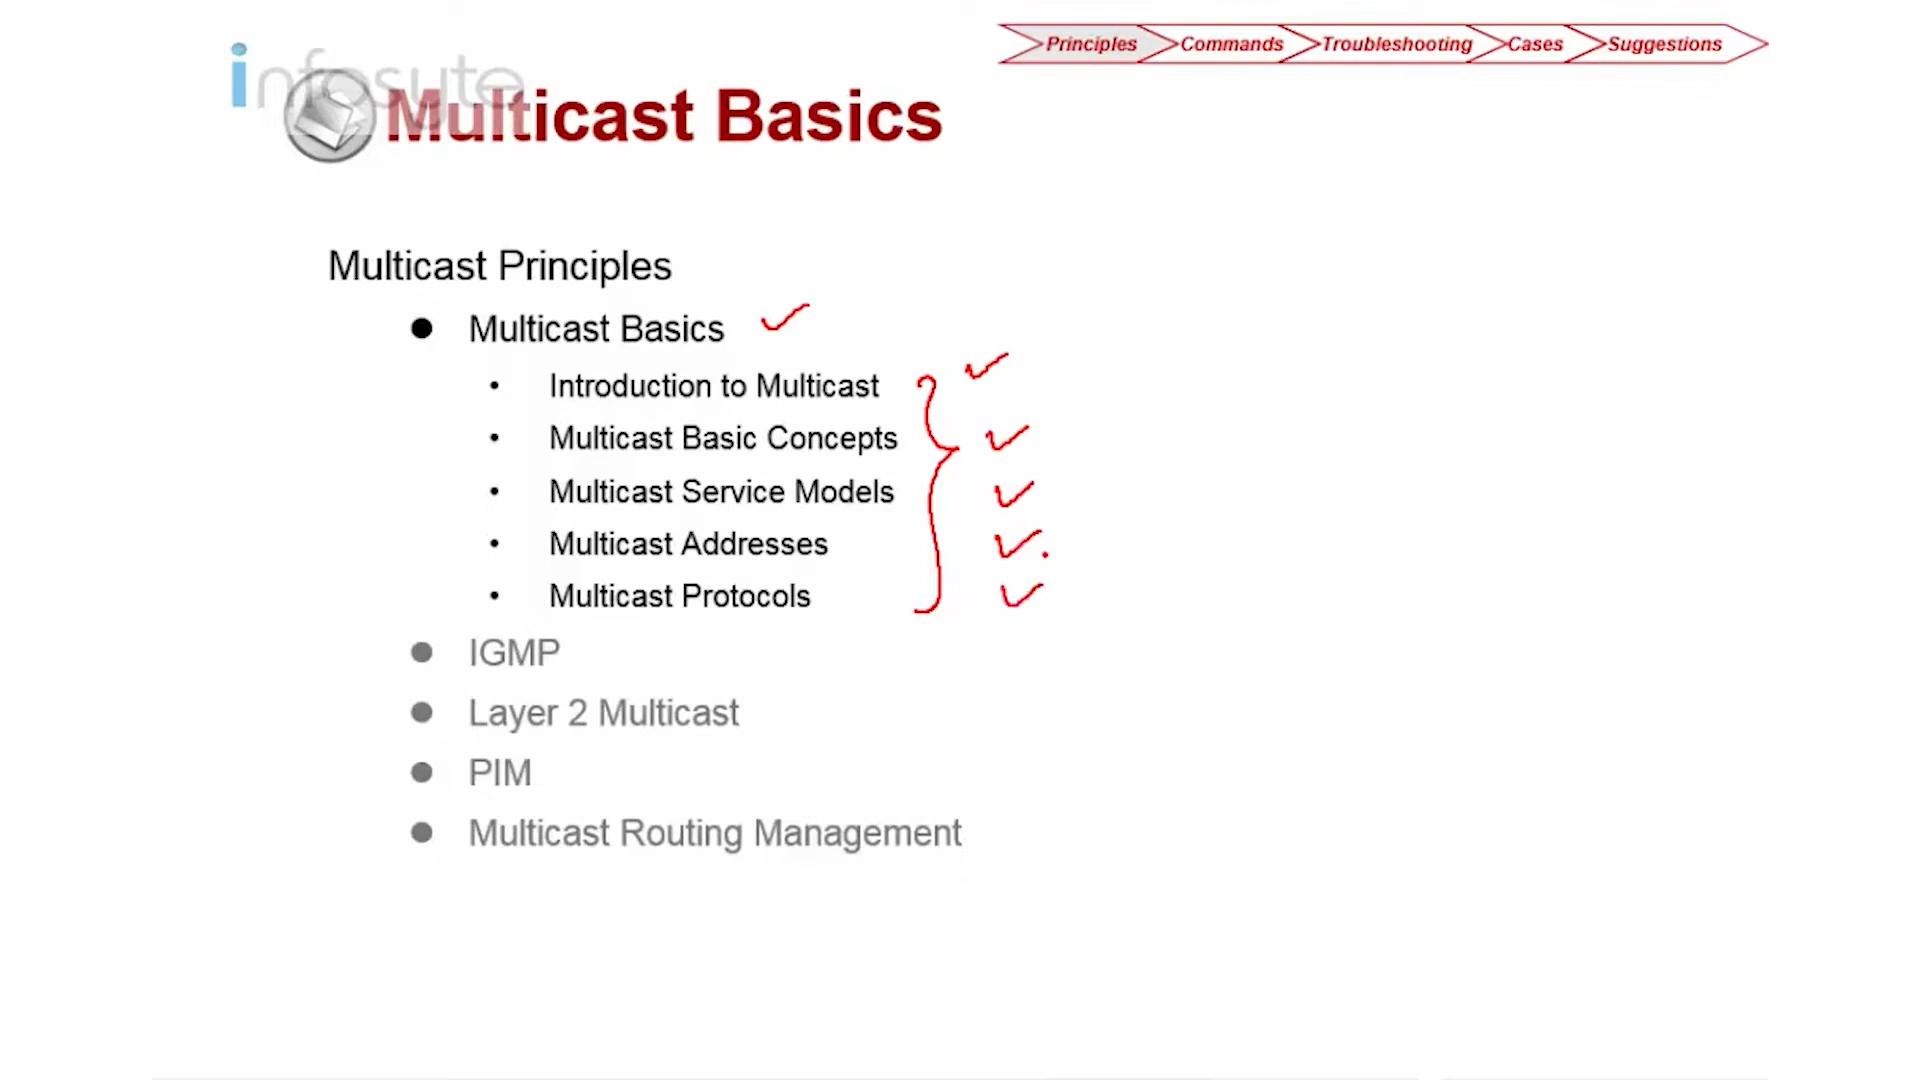 infosute
Principles Commands Troubleshooting Cases Suggestions
Multicast Basics
Multicast Principles
Multicast Basics
Introduction to Multicast
Multicast Basic Concepts
Multicast Service Models
Multicast Addresses
Multicast Protocols
IGMP
Layer 2 Multicast
PIM
Multicast Routing Management